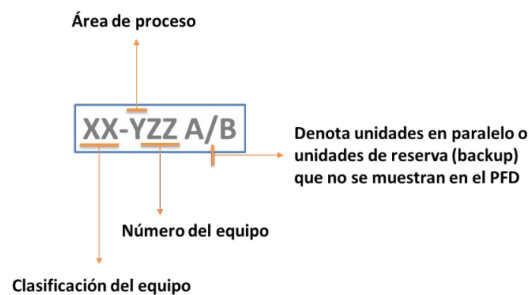 Área de proceso
XX-YZZ A/B
Denota unidades en paralelo o
unidades de reserva (backup)
que no se muestran en el PFD
Número del equipo
Clasificación del equipo